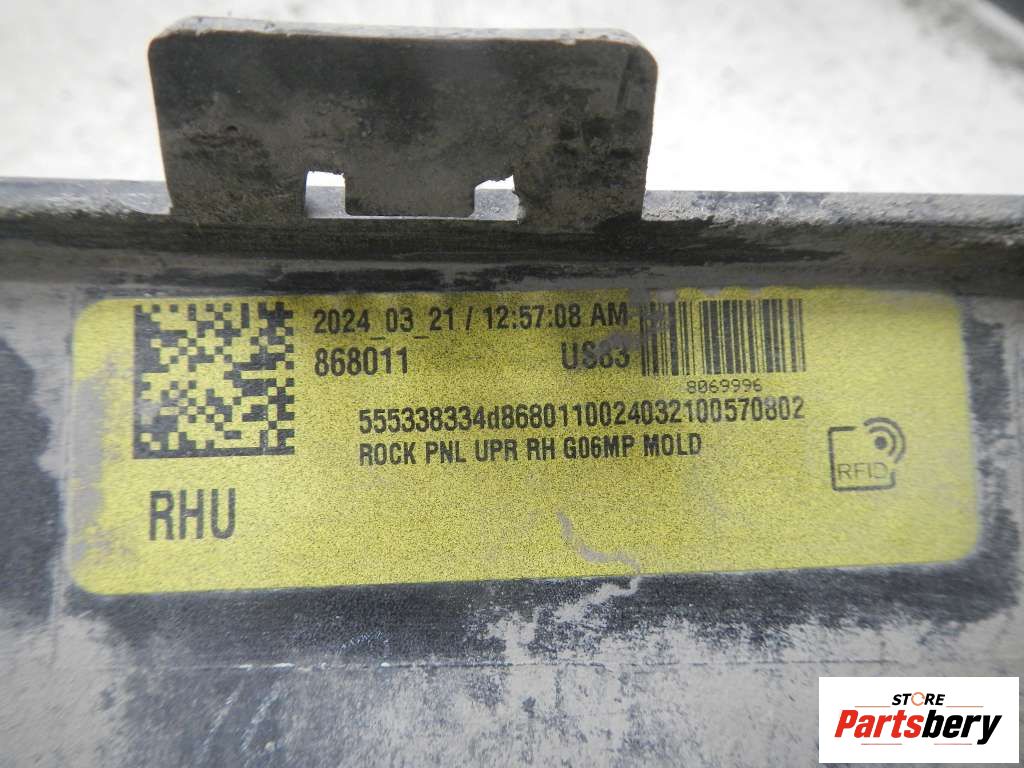 2024_03_21 / 12:57:08 AM
868011 US83
8069996
555338334d8680110024032100570802
ROCK PNL UPR RH G06MP MOLD
RFID
RHU
STORE
Partsbery